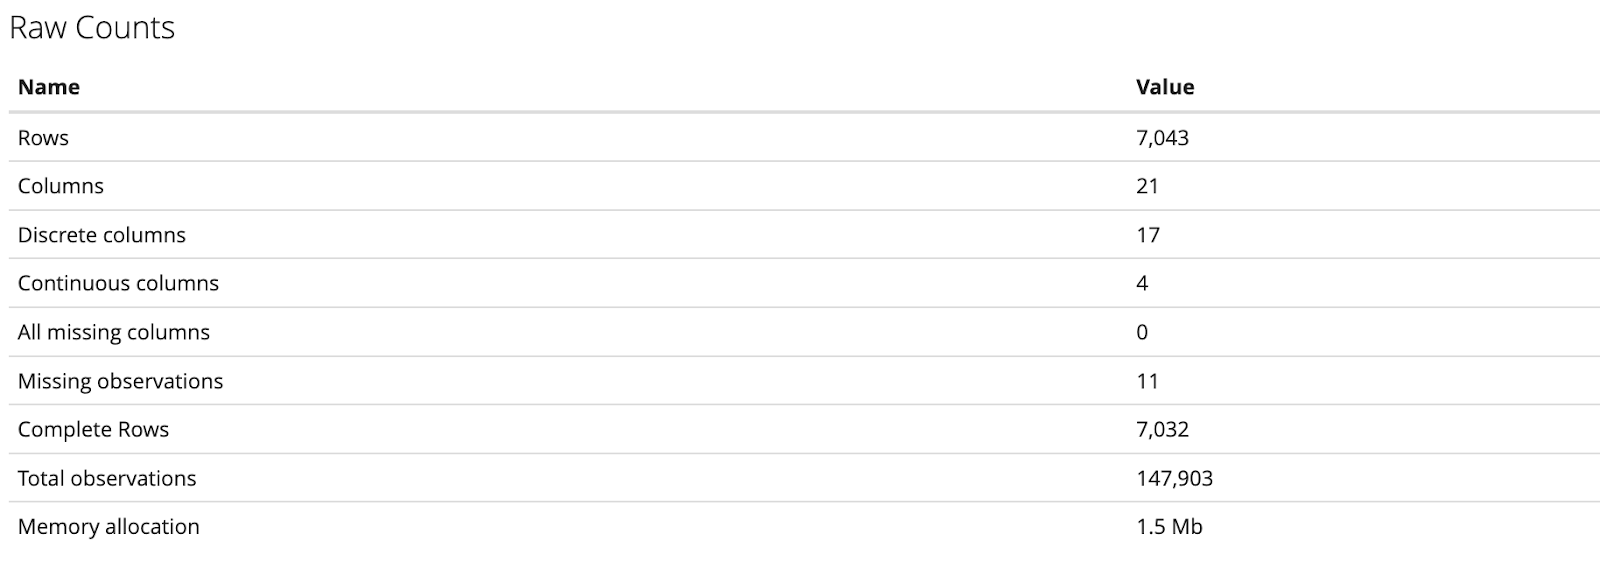 Raw Counts
Name Value
Rows 7,043
Columns 21
Discrete columns 17
Continuous columns 4
All missing columns 0
Missing observations 11
Complete Rows 7,032
Total observations 147,903
Memory allocation 1.5 Mb